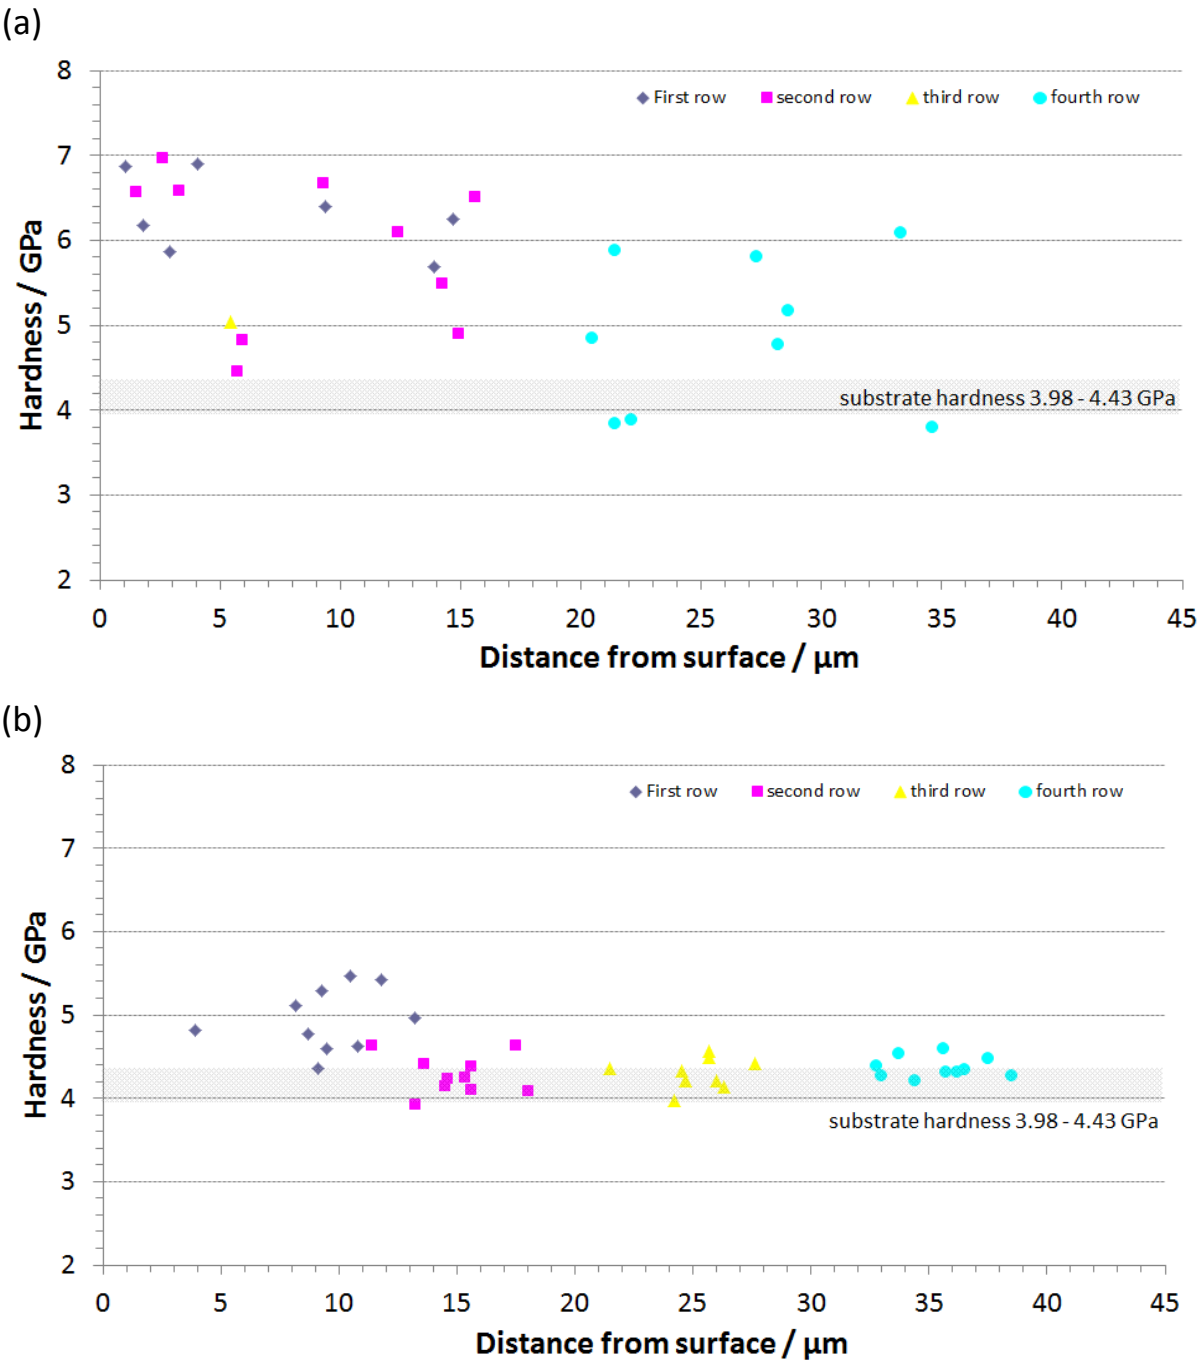 (a)
8
First row second row third row fourth row
7
6
5
substrate hardness 3.98 - 4.43 GPa
4
3
2
Hardness / GPa
0 5 10 15 20 25 30 35 40 45
Distance from surface / µm
(b)
8
First row second row third row fourth row
7
6
5
4
substrate hardness 3.98 - 4.43 GPa
3
2
Hardness / GPa
0 5 10 15 20 25 30 35 40 45
Distance from surface / µm